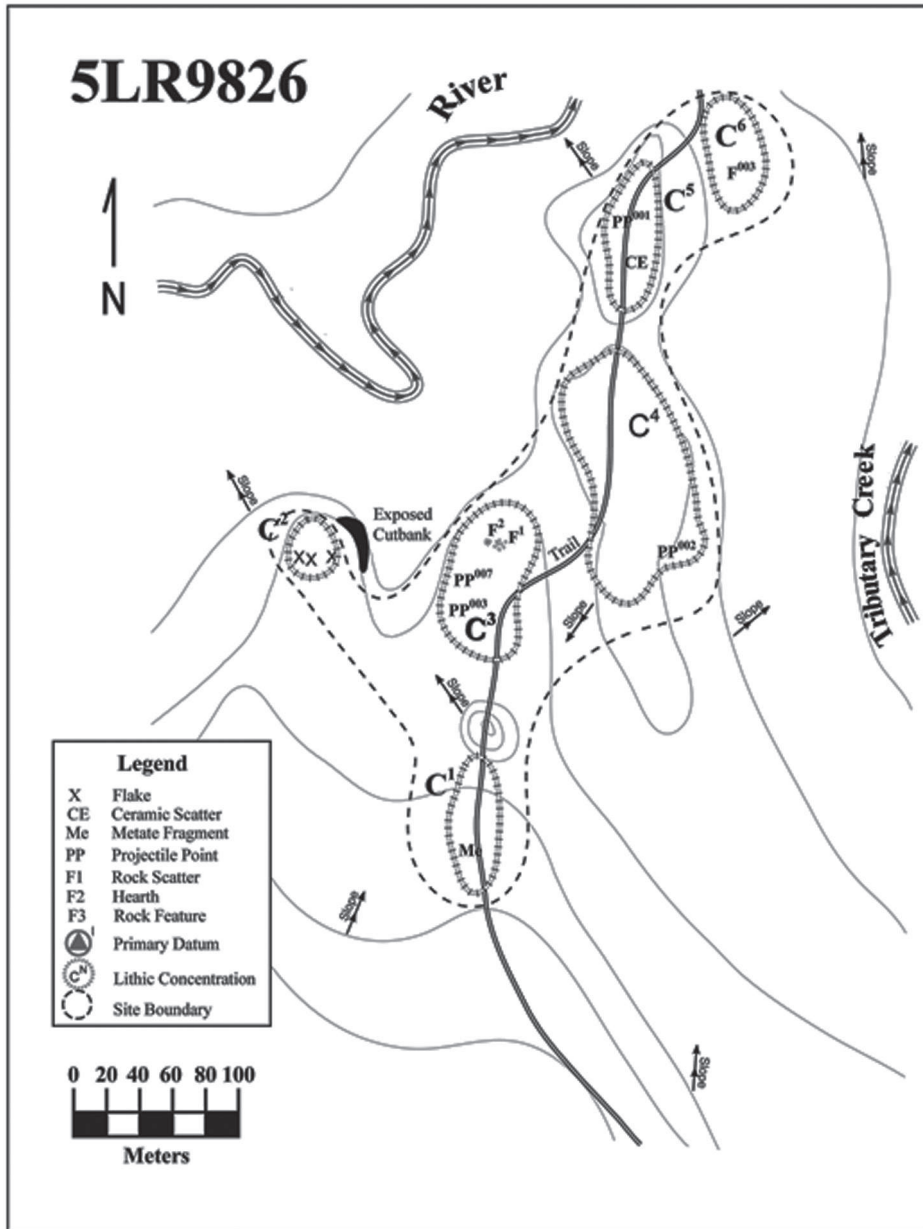 5LR9826
River
N
Slope
Slope
C6
F003
C5
PP001
CE
C4
PP002
Tributary Creek
Slope
C2
XX X
Exposed
Cutbank
F2
F1
Trail
PP007
PP003
C3
Slope
Slope
Slope
C1
Me
Slope
Slope
Legend
X Flake
CE Ceramic Scatter
Me Metate Fragment
PP Projectile Point
F1 Rock Scatter
F2 Hearth
F3 Rock Feature
Primary Datum
CN Lithic Concentration
Site Boundary
0 20 40 60 80 100
Meters